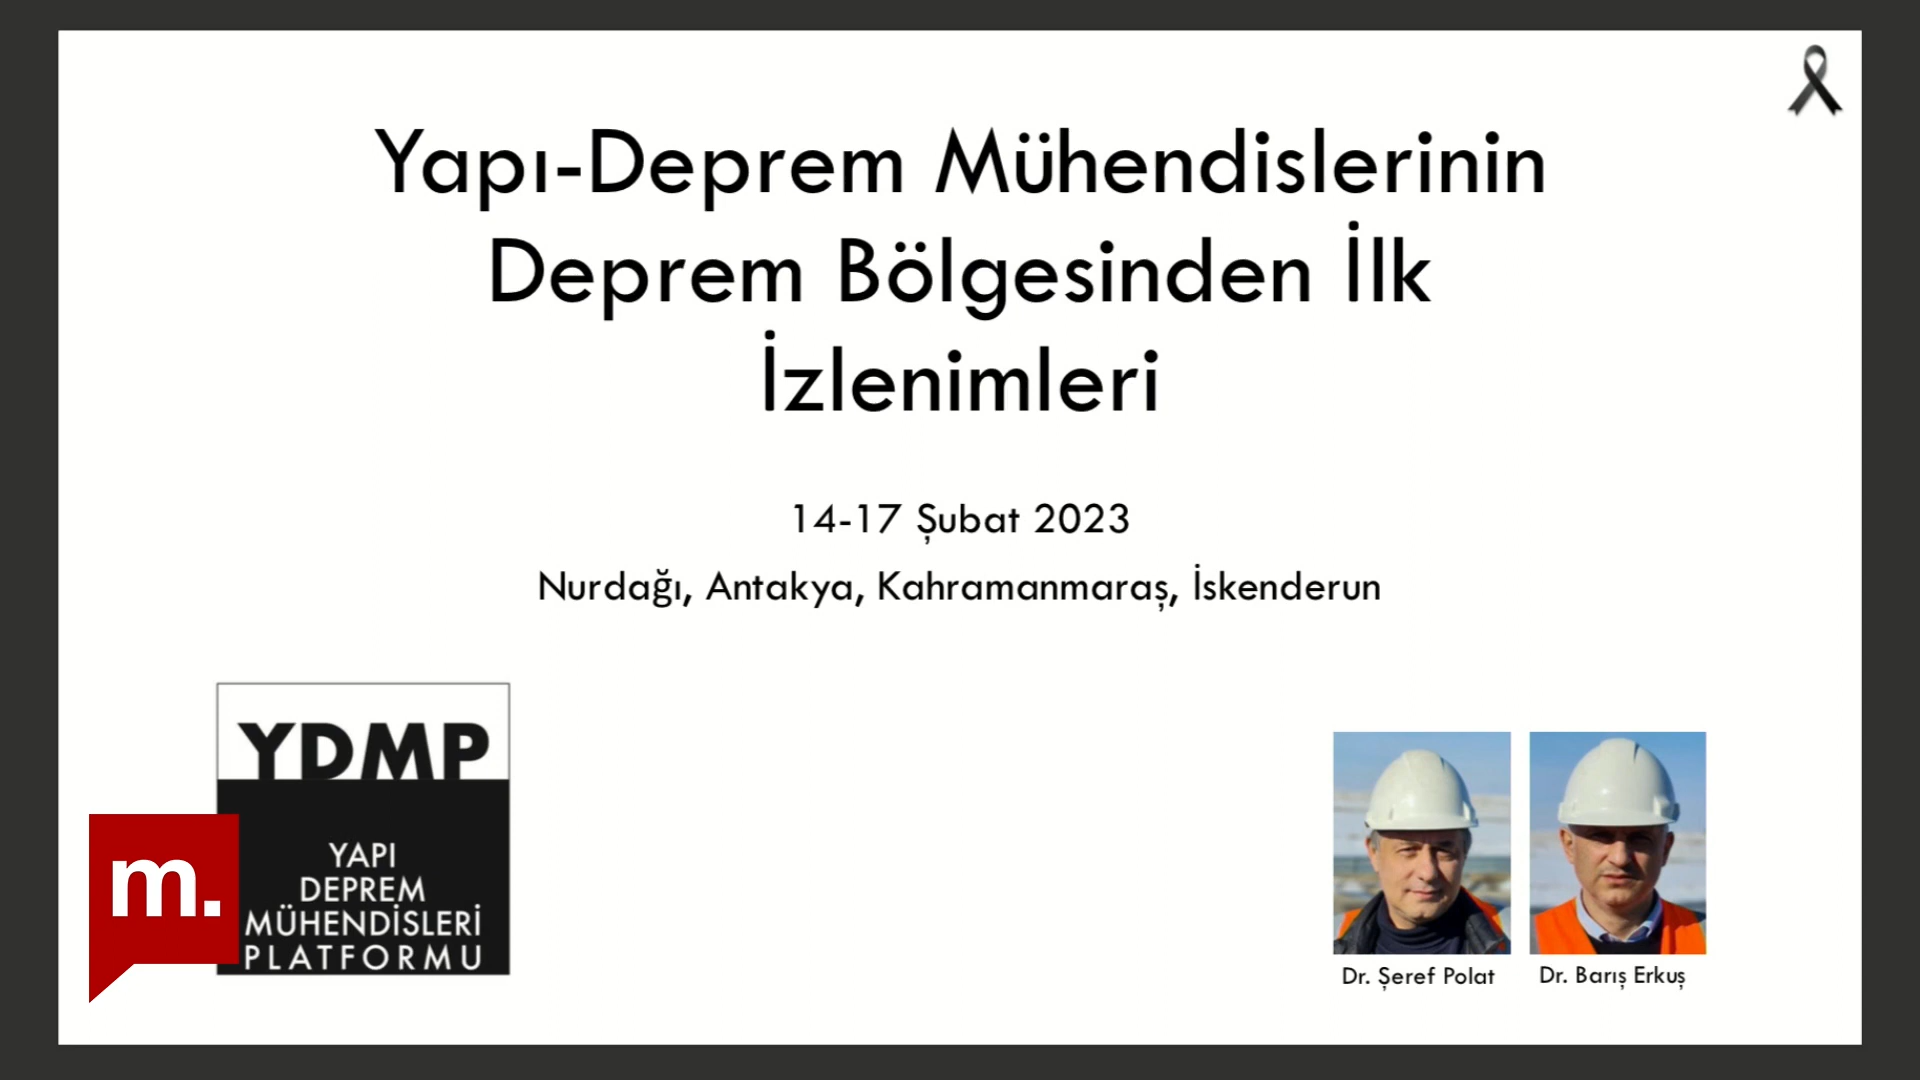 Yapı-Deprem Mühendislerinin
Deprem Bölgesinden İlk
İzlenimleri
14-17 Şubat 2023
Nurdağı, Antakya, Kahramanmaraş, İskenderun
YDMP
YAPI
DEPREM
MÜHENDİSLERİ
PLATFORMU
m.
Dr. Şeref Polat
Dr. Barış Erkuş